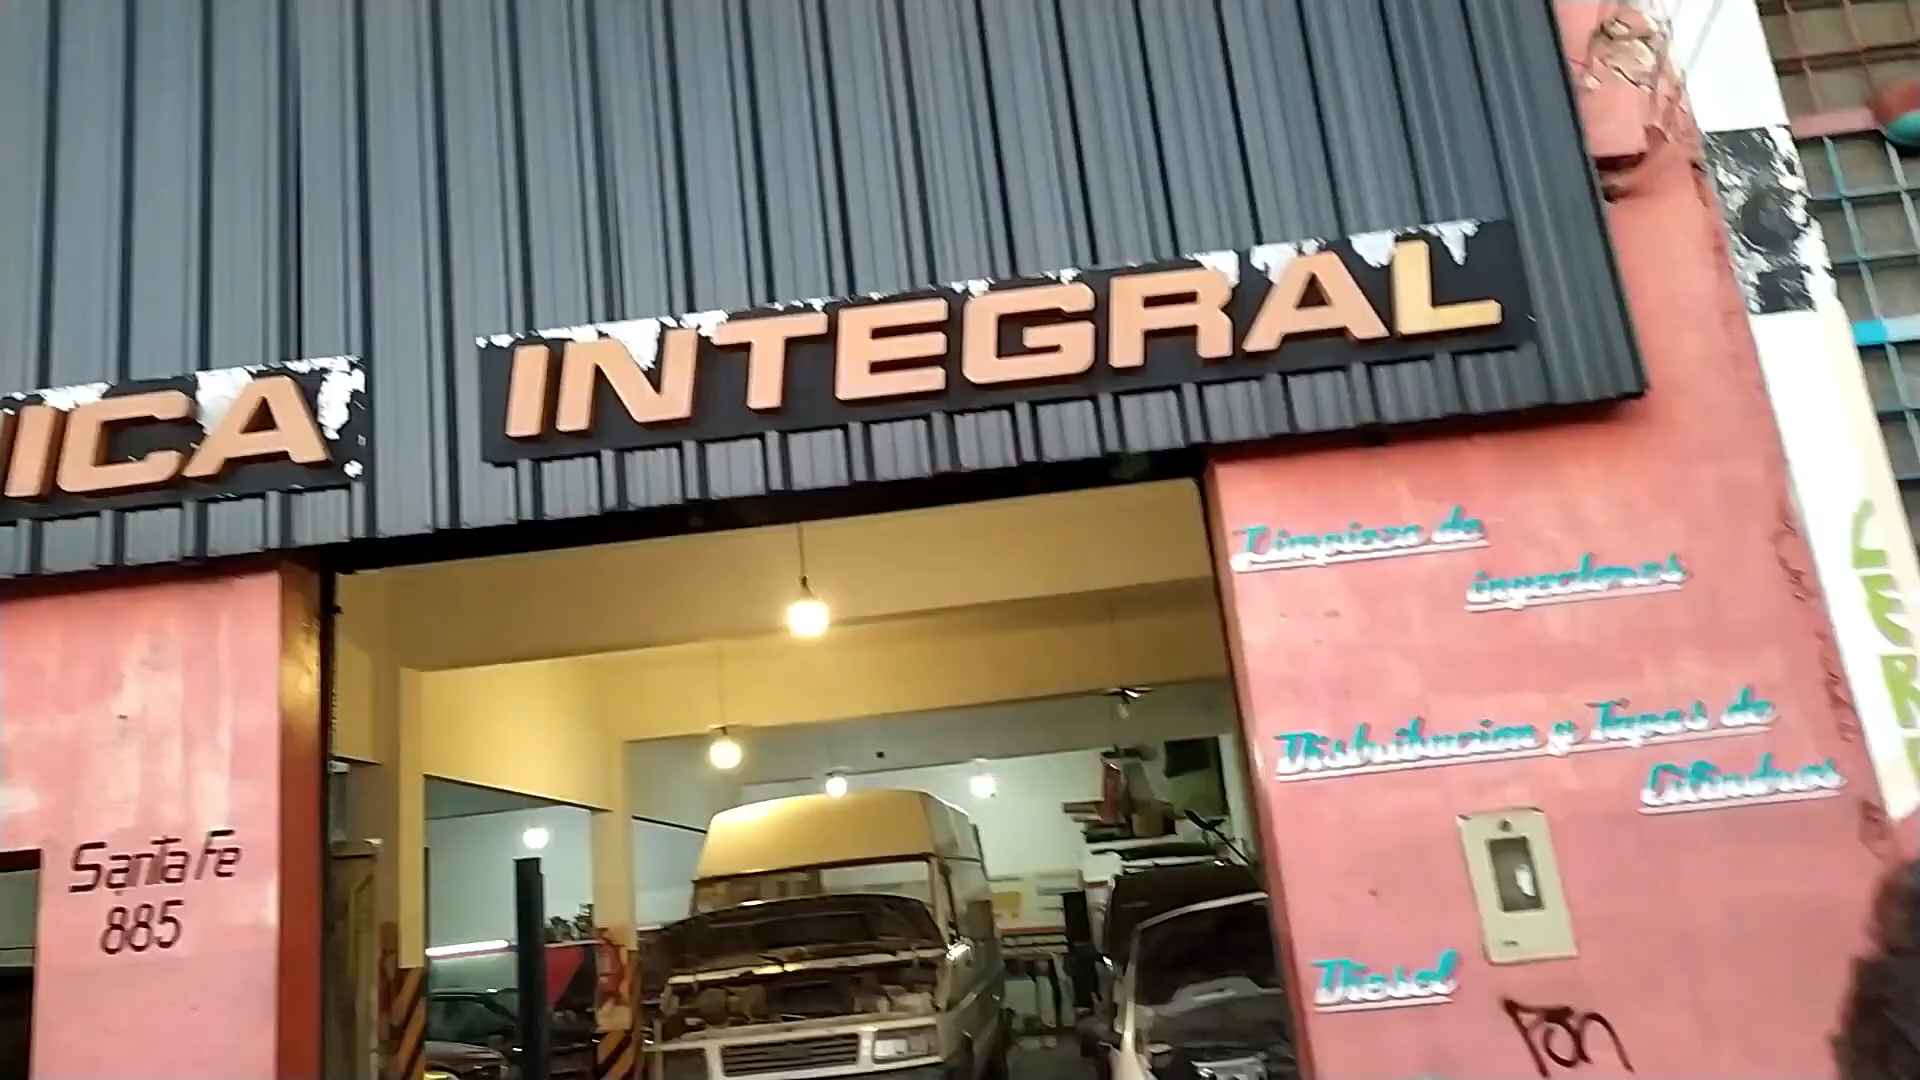 ICA INTEGRAL
Limpieza de
inyectores
Distribucion y Tapas de
Cilindros
Santa Fe
885
Diesel